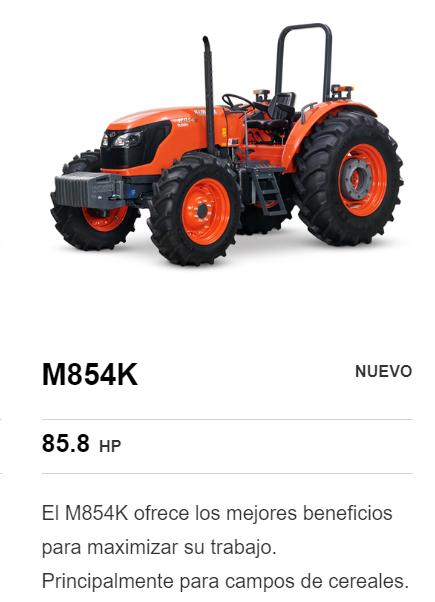 M854K
NUEVO
85.8 HP
El M854K ofrece los mejores beneficios
para maximizar su trabajo.
Principalmente para campos de cereales.